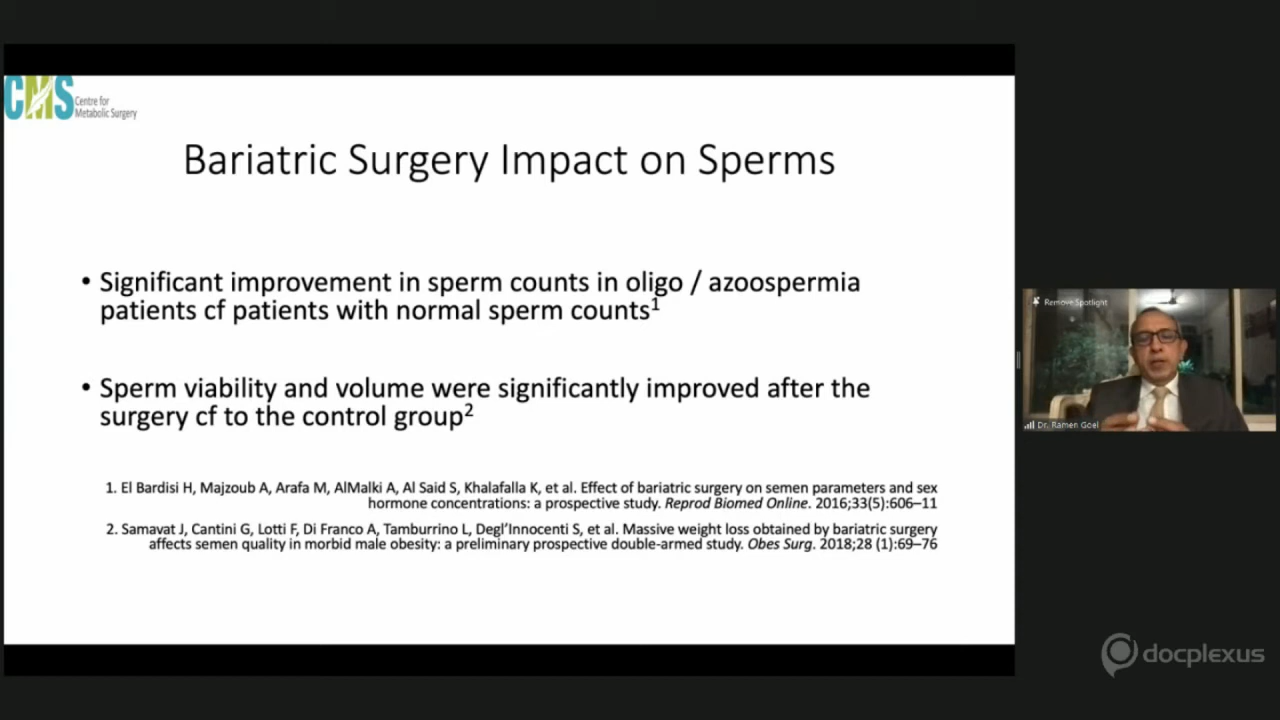 CMS Centre for
Metabolic Surgery
Bariatric Surgery Impact on Sperms
• Significant improvement in sperm counts in oligo / azoospermia
patients cf patients with normal sperm counts1
• Sperm viability and volume were significantly improved after the
surgery cf to the control group2
1. El Bardisi H, Majzoub A, Arafa M, AlMalki A, Al Said S, Khalafalla K, et al. Effect of bariatric surgery on semen parameters and sex
hormone concentrations: a prospective study. Reprod Biomed Online. 2016;33(5):606–11
2. Samavat J, Cantini G, Lotti F, Di Franco A, Tamburrino L, Degl'Innocenti S, et al. Massive weight loss obtained by bariatric surgery
affects semen quality in morbid male obesity: a preliminary prospective double-armed study. Obes Surg. 2018;28 (1):69–76
Remove Spotlight
Dr. Ramen Goel
docplexus